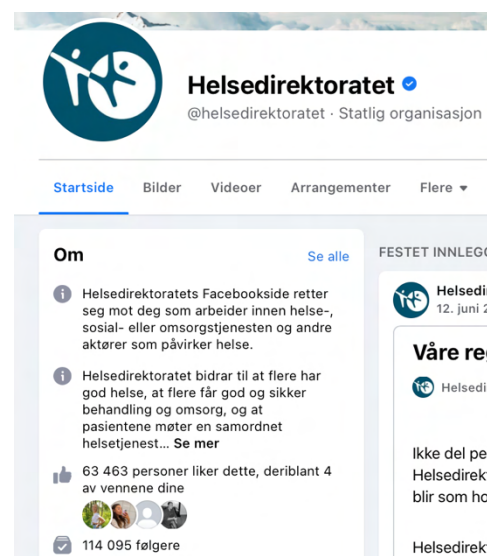 Helsedirektoratet
@helsedirektoratet · Statlig organisasjon
Startside Bilder Videoer Arrangementer Flere
Om Se alle
Helsedirektoratets Facebookside retter
seg mot deg som arbeider innen helse-,
sosial- eller omsorgstjenesten og andre
aktører som påvirker helse.
Helsedirektoratet bidrar til at flere har
god helse, at flere får god og sikker
behandling og omsorg, og at
pasientene møter en samordnet
helsetjenest... Se mer
63 463 personer liker dette, deriblant 4
av vennene dine
114 095 følgere
FESTET INNLEGG
Helsedi
12. juni 2
Våre reg
Helsedi
Ikke del pe
Helsedirekt
blir som ho
Helsedirekt